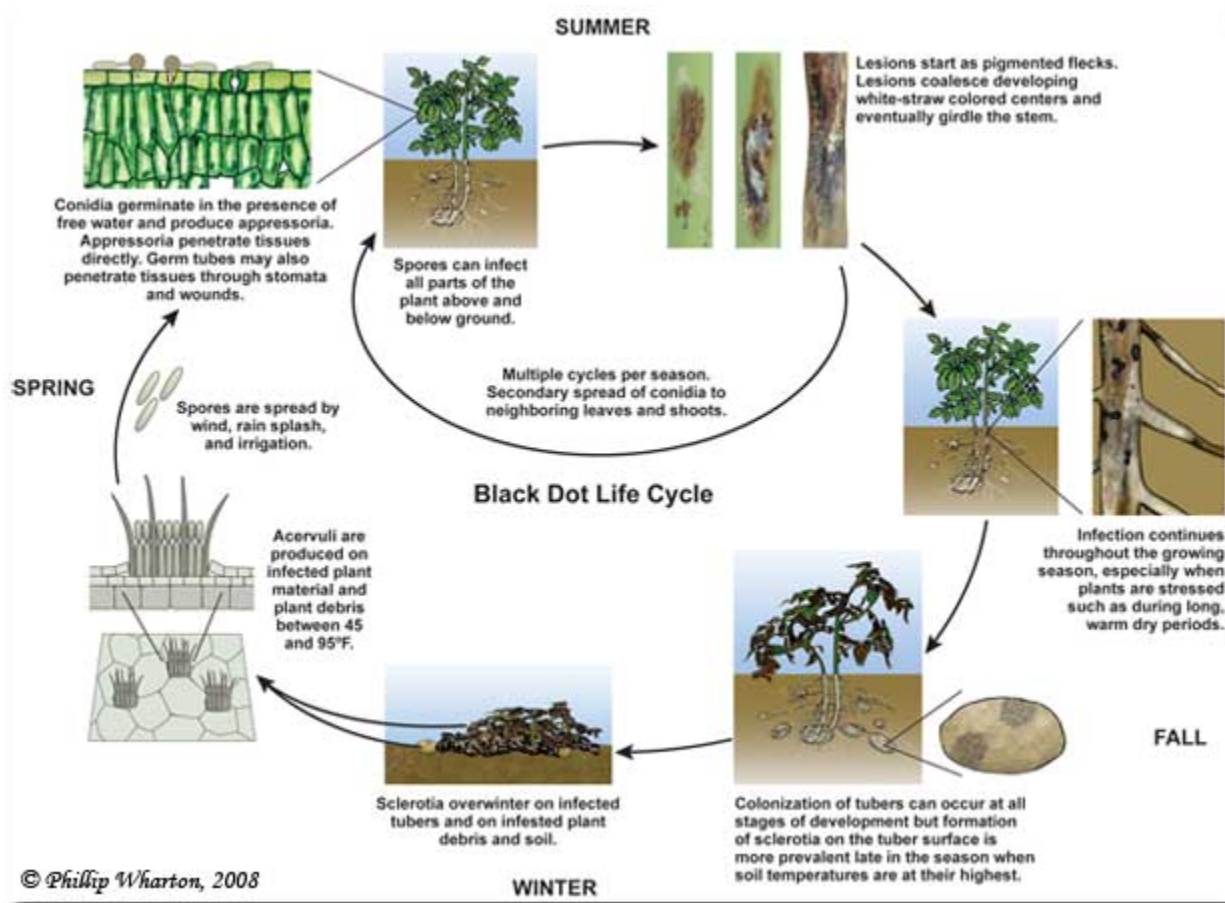 SUMMER
Lesions start as pigmented flecks.
Lesions coalesce developing
white-straw colored centers and
eventually girdle the stem.
Conidia germinate in the presence of
free water and produce appressoria.
Appressoria penetrate tissues
directly. Germ tubes may also
penetrate tissues through stomata
and wounds.
Spores can infect
all parts of the
plant above and
below ground.
Multiple cycles per season.
Secondary spread of conidia to
neighboring leaves and shoots.
SPRING
Spores are spread by
wind, rain splash,
and irrigation.
Black Dot Life Cycle
Acervuli are
produced on
infected plant
material and
plant debris
between 45
and 95ºF.
Infection continues
throughout the growing
season, especially when
plants are stressed
such as during long,
warm dry periods.
FALL
Sclerotia overwinter on infected
tubers and on infested plant
debris and soil.
Colonization of tubers can occur at all
stages of development but formation
of sclerotia on the tuber surface is
more prevalent late in the season when
soil temperatures are at their highest.
© Phillip Wharton, 2008
WINTER